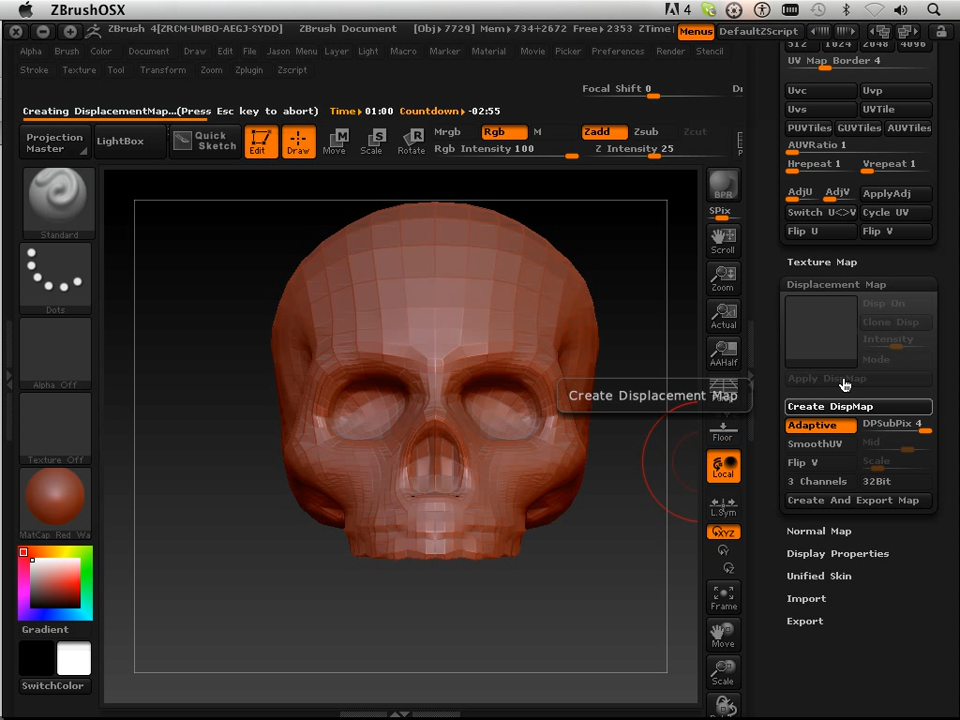 ZBrushOSX
4
ZBrush 4[ZRCM-UMBO-AEGJ-SYDD] ZBrush Document [Obj▸7729] Mem▸734+2672 Free▸2353 ZTime Menus DefaultZScript
Alpha Brush Color Document Draw Edit File Jason Menu Layer Light Macro Marker Material Movie Picker Preferences Render Stencil
Stroke Texture Tool Transform Zoom Zplugin Zscript
Focal Shift 0
Creating DisplacementMap...(Press Esc key to abort) Time▸01:00 Countdown▸-02:55
Projection Master
LightBox
Quick Sketch
Edit
Draw
Move
Scale
Rotate
Mrgb Rgb M
Rgb Intensity 100
Zadd Zsub Zcut
Z Intensity 25
Standard
Dots
Alpha Off
Texture Off
MatCap Red Wa
Gradient
SwitchColor
BPR
SPix
Scroll
Zoom
Actual
AAHalf
Create Displacement Map
Floor
Local
L.Sym
XYZ
Frame
Move
Scale
512 1024 2048 4096
UV Map Border 4
Uvc Uvp
Uvs UVTile
PUVTiles GUVTiles AUVTiles
AUVRatio 1
Hrepeat 1 Vrepeat 1
AdjU AdjV ApplyAdj
Switch U<>V Cycle UV
Flip U Flip V
Texture Map
Displacement Map
Disp On
Clone Disp
Intensity
Mode
Apply DispMap
Create DispMap
Adaptive DPSubPix 4
SmoothUV Mid
Flip V Scale
3 Channels 32Bit
Create And Export Map
Normal Map
Display Properties
Unified Skin
Import
Export